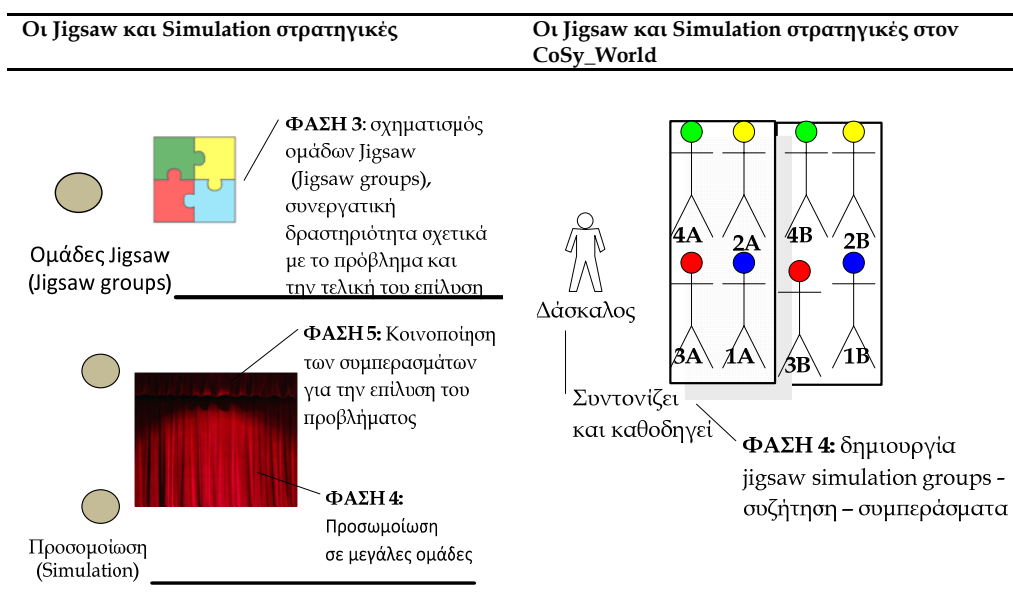 Οι Jigsaw και Simulation στρατηγικές
Οι Jigsaw και Simulation στρατηγικές στον
CoSy_World
ΦΑΣΗ 3: σχηματισμός
ομάδων Jigsaw
(Jigsaw groups),
συνεργατική
δραστηριότητα σχετικά
με το πρόβλημα και
την τελική του επίλυση
Ομάδες Jigsaw
(Jigsaw groups)
ΦΑΣΗ 5: Κοινοποίηση
των συμπερασμάτων
για την επίλυση του
προβλήματος
ΦΑΣΗ 4:
Προσωμοίωση
σε μεγάλες ομάδες
Προσομοίωση
(Simulation)
4A 2A 4B 2B
3A 1A 3B 1B
Δάσκαλος
Συντονίζει
και καθοδηγεί
ΦΑΣΗ 4: δημιουργία
jigsaw simulation groups -
συζήτηση – συμπεράσματα